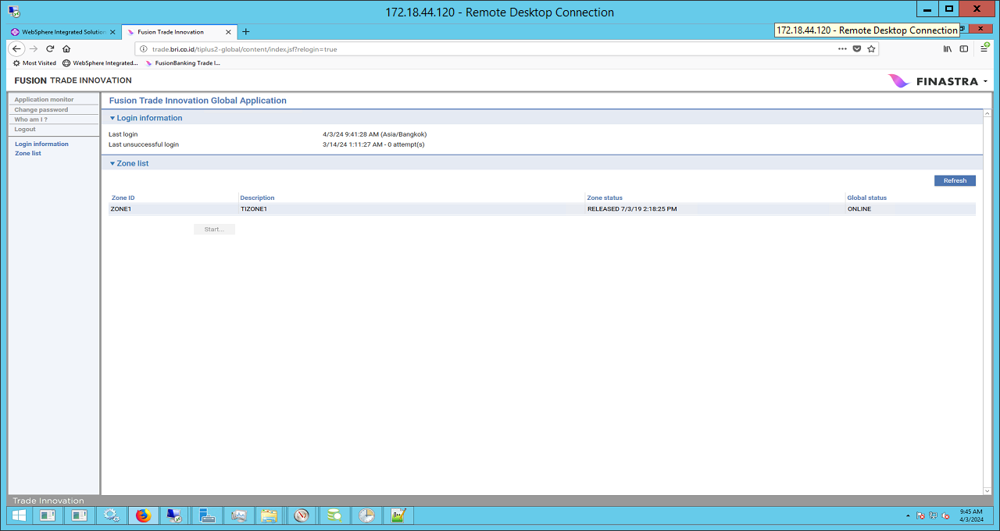 172.18.44.120 - Remote Desktop Connection
WebSphere Integrated Solution
Fusion Trade Innovation
172.18.44.120 - Remote Desktop Connection
trade.bri.co.id/tiplus2-global/content/index.jsf?relogin=true
Most Visited
WebSphere Integrated...
FusionBanking Trade I...
FUSION TRADE INNOVATION
FINASTRA
Application monitor
Change password
Who am I ?
Logout
Login information
Zone list
Fusion Trade Innovation Global Application
Login information
Last login 4/3/24 9:41:28 AM (Asia/Bangkok)
Last unsuccessful login 3/14/24 1:11:27 AM - 0 attempt(s)
Zone list
Refresh
Zone ID Description Zone status Global status
ZONE1 TIZONE1 RELEASED 7/3/19 2:18:25 PM ONLINE
Start...
Trade Innovation
9:45 AM
4/3/2024